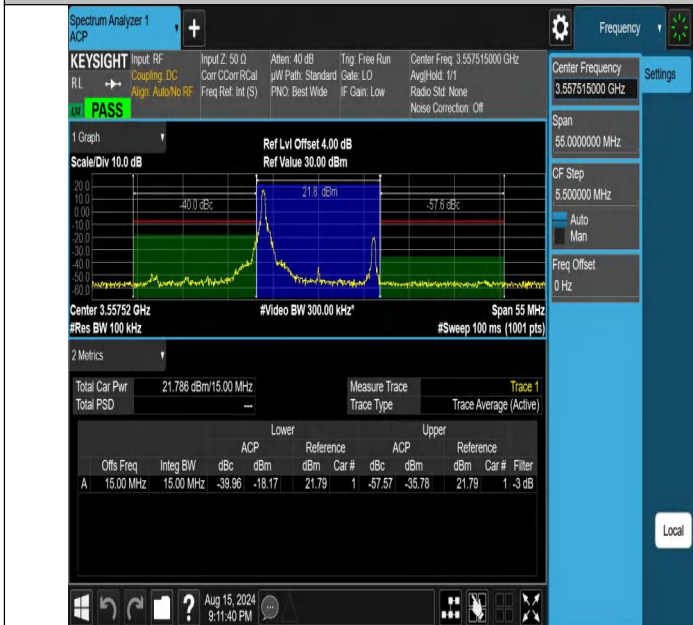 Spectrum Analyzer 1
ACP
+
Frequency
KEYSIGHT
RL
LXI PASS
Input: RF
Coupling: DC
Align: Auto/No RF
Input Z: 50 Ω
Corr CCorr RCal
Freq Ref: Int (S)
Atten: 40 dB
µW Path: Standard
PNO: Best Wide
Trig: Free Run
Gate: LO
IF Gain: Low
Center Freq: 3.557515000 GHz
Avg|Hold: 1/1
Radio Std: None
Noise Correction: Off
Center Frequency
3.557515000 GHz
Settings
Span
55.0000000 MHz
CF Step
5.500000 MHz
Auto
Man
Freq Offset
0 Hz
Local
1 Graph
Scale/Div 10.0 dB
Ref Lvl Offset 4.00 dB
Ref Value 30.00 dBm
20.0
10.00
0.00
-10.0
-20.0
-30.0
-40.0
-50.0
-60.0
-40.0 dBc
21.8 dBm
-57.6 dBc
Center 3.55752 GHz
#Video BW 300.00 kHz*
Span 55 MHz
#Res BW 100 kHz
#Sweep 100 ms (1001 pts)
2 Metrics
Total Car Pwr 21.786 dBm/15.00 MHz
Total PSD ---
Measure Trace Trace 1
Trace Type Trace Average (Active)
Lower Upper
ACP Reference ACP Reference
Offs Freq Integ BW dBc dBm dBm Car # dBc dBm dBm Car # Filter
A 15.00 MHz 15.00 MHz -39.96 -18.17 21.79 1 -57.57 -35.78 21.79 1 -3 dB
?
Aug 15, 2024
9:11:40 PM